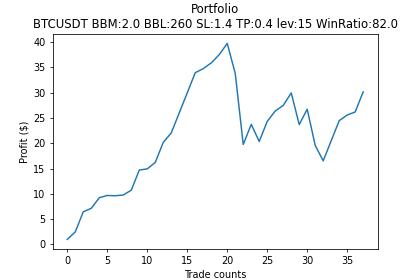 Portfolio
BTCUSDT BBM:2.0 BBL:260 SL:1.4 TP:0.4 lev:15 WinRatio:82.0
40
35
30
25
20
15
10
5
0
Profit ($)
0 5 10 15 20 25 30 35
Trade counts